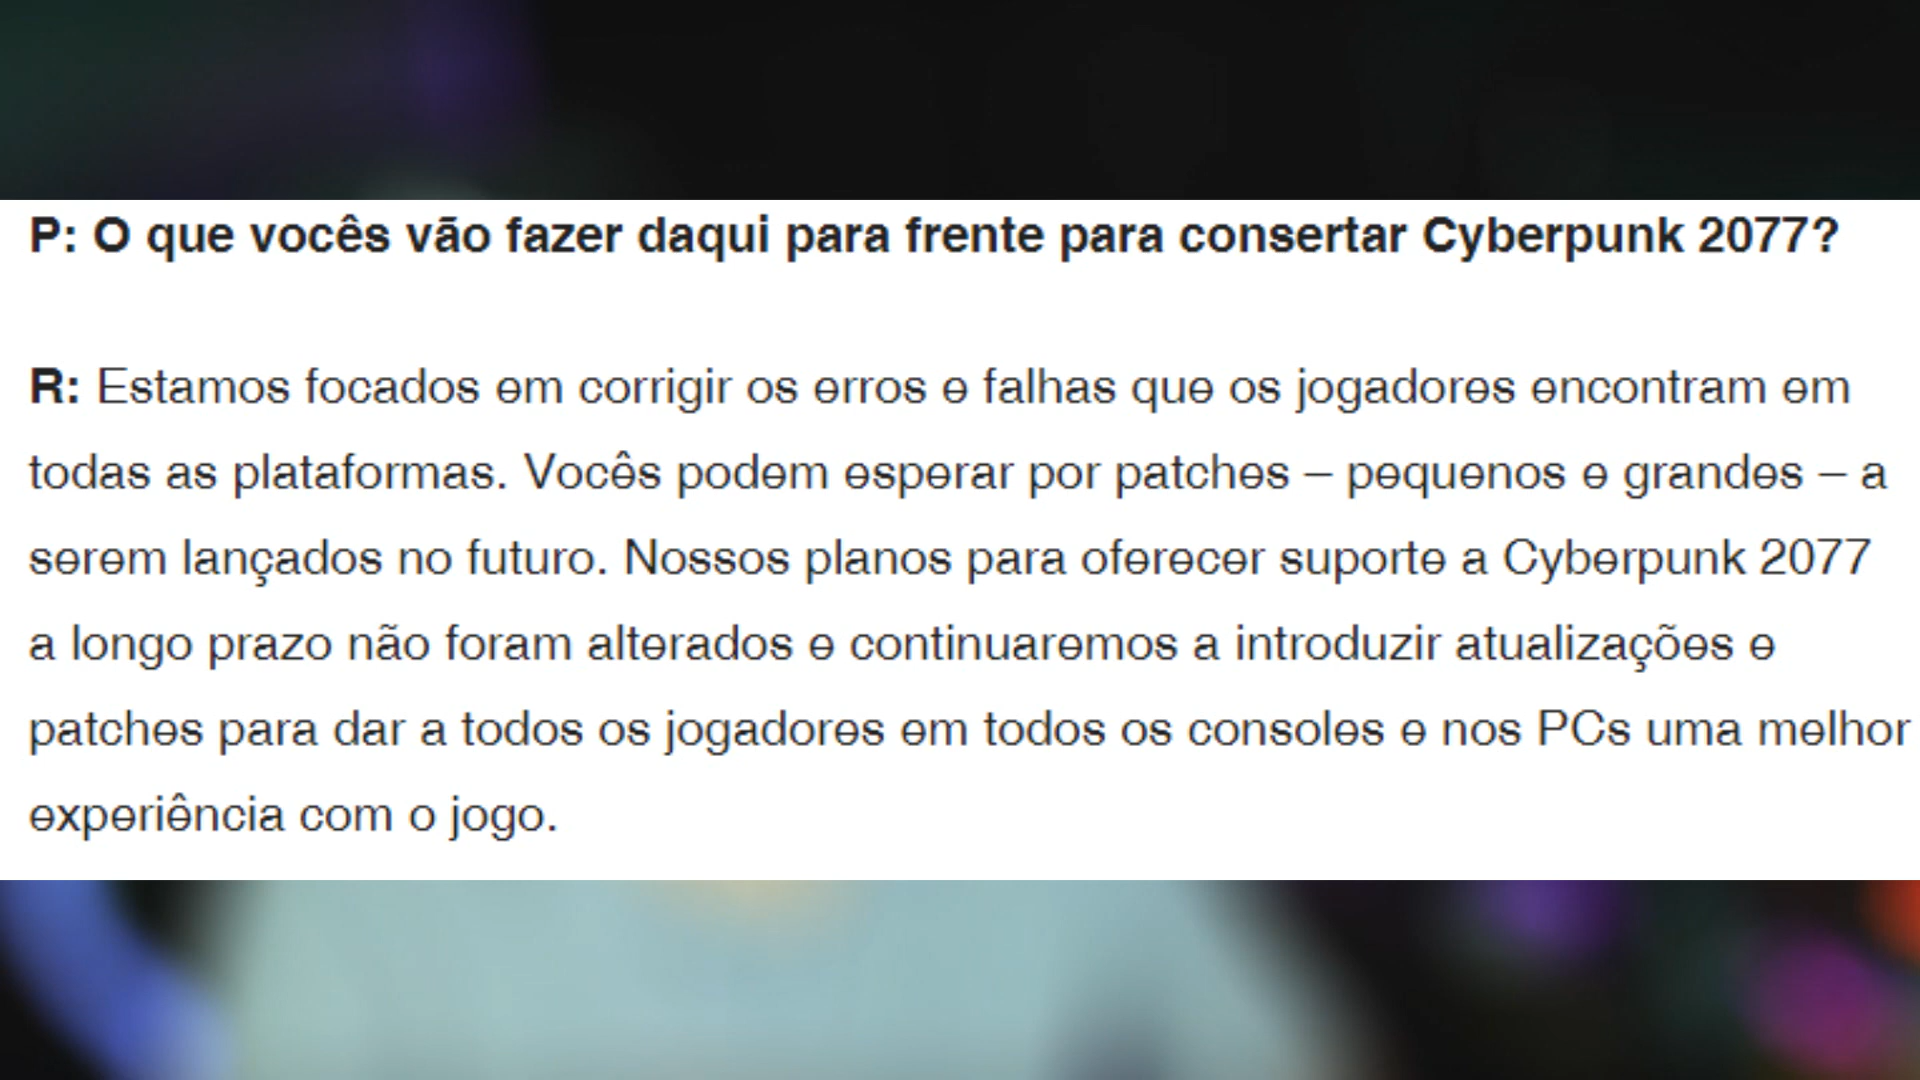 P: O que vocês vão fazer daqui para frente para consertar Cyberpunk 2077?
R: Estamos focados em corrigir os erros e falhas que os jogadores encontram em
todas as plataformas. Vocês podem esperar por patches – pequenos e grandes – a
serem lançados no futuro. Nossos planos para oferecer suporte a Cyberpunk 2077
a longo prazo não foram alterados e continuaremos a introduzir atualizações e
patches para dar a todos os jogadores em todos os consoles e nos PCs uma melhor
experiência com o jogo.